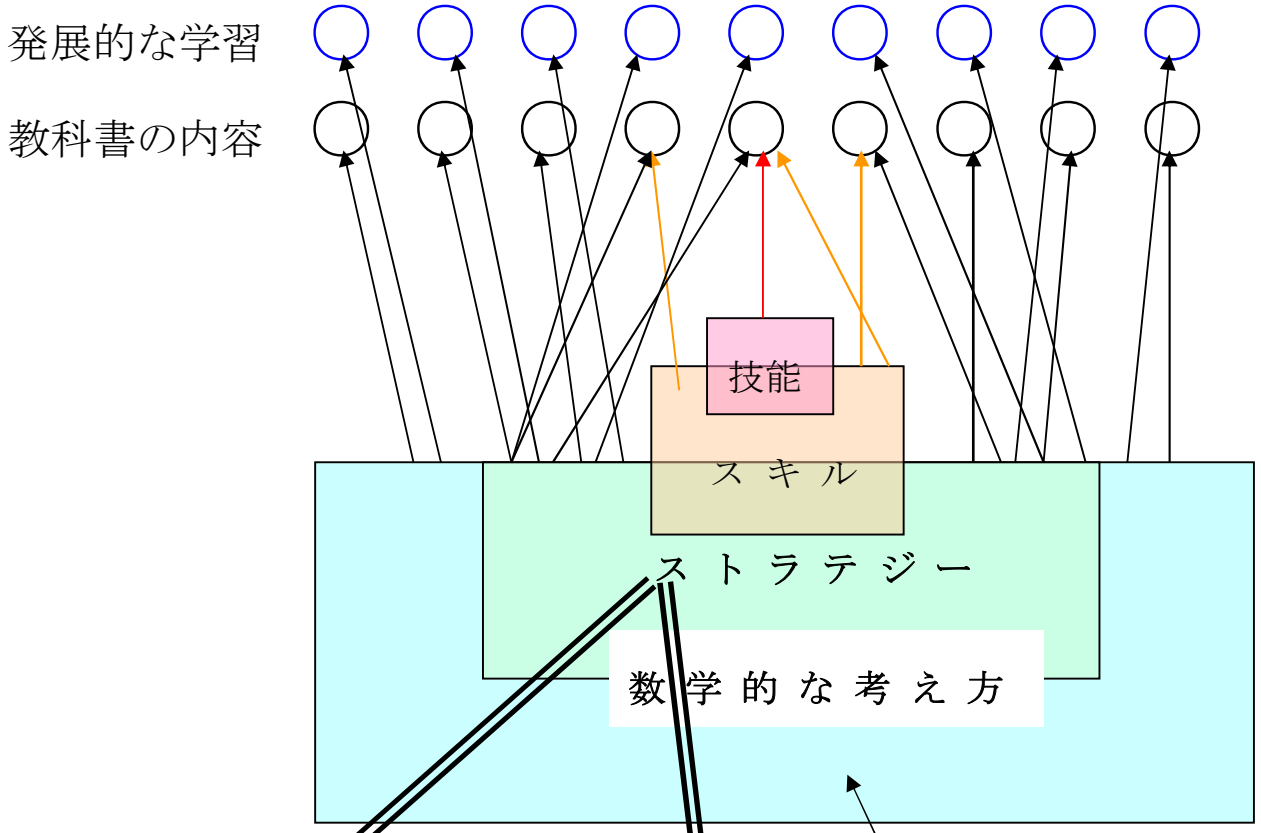 発展的な学習
教科書の内容
技能
スキル
ストラテジー
数学的な考え方